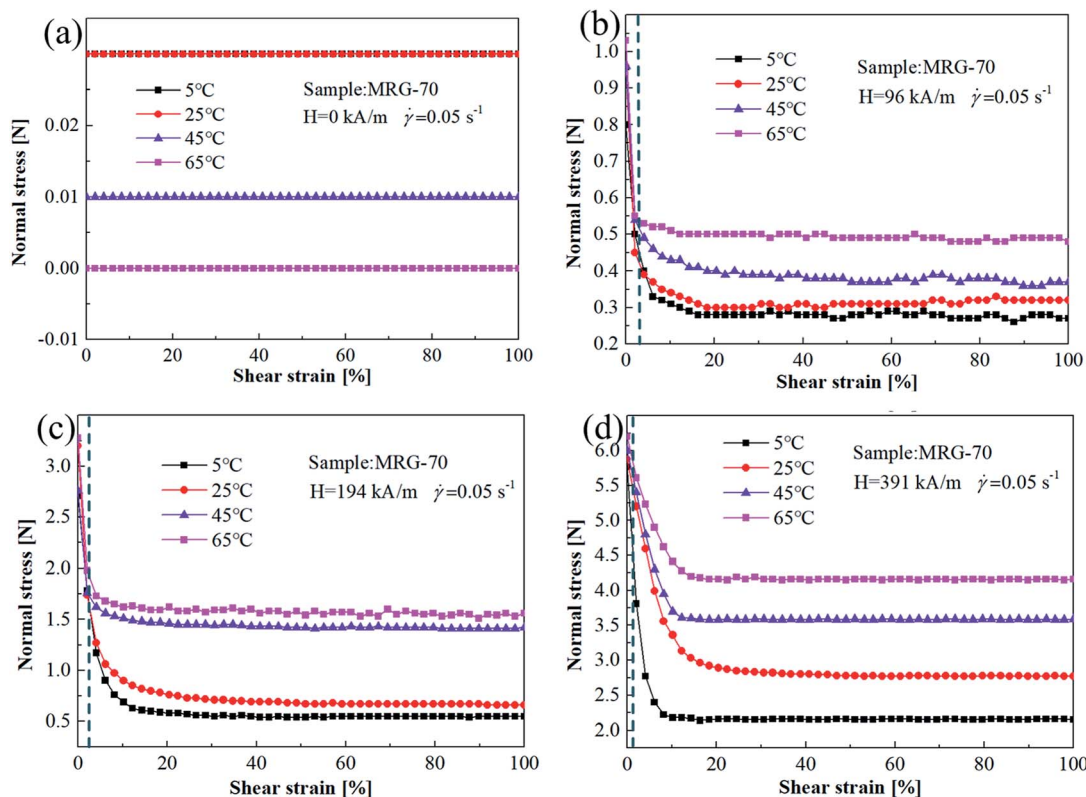 (a)
Normal stress [N]
0.02
0.01
0.00
-0.01
5℃
25℃
45℃
65℃
Sample:MRG-70
H=0 kA/m γ̇=0.05 s⁻¹
0 20 40 60 80 100
Shear strain [%]
(b)
Normal stress [N]
1.0
0.9
0.8
0.7
0.6
0.5
0.4
0.3
0.2
5℃
25℃
45℃
65℃
Sample:MRG-70
H=96 kA/m γ̇=0.05 s⁻¹
0 20 40 60 80 100
Shear strain [%]
(c)
Normal stress [N]
3.0
2.5
2.0
1.5
1.0
0.5
5℃
25℃
45℃
65℃
Sample:MRG-70
H=194 kA/m γ̇=0.05 s⁻¹
0 20 40 60 80 100
Shear strain [%]
(d)
Normal stress [N]
6.0
5.5
5.0
4.5
4.0
3.5
3.0
2.5
2.0
5℃
25℃
45℃
65℃
Sample:MRG-70
H=391 kA/m γ̇=0.05 s⁻¹
0 20 40 60 80 100
Shear strain [%]